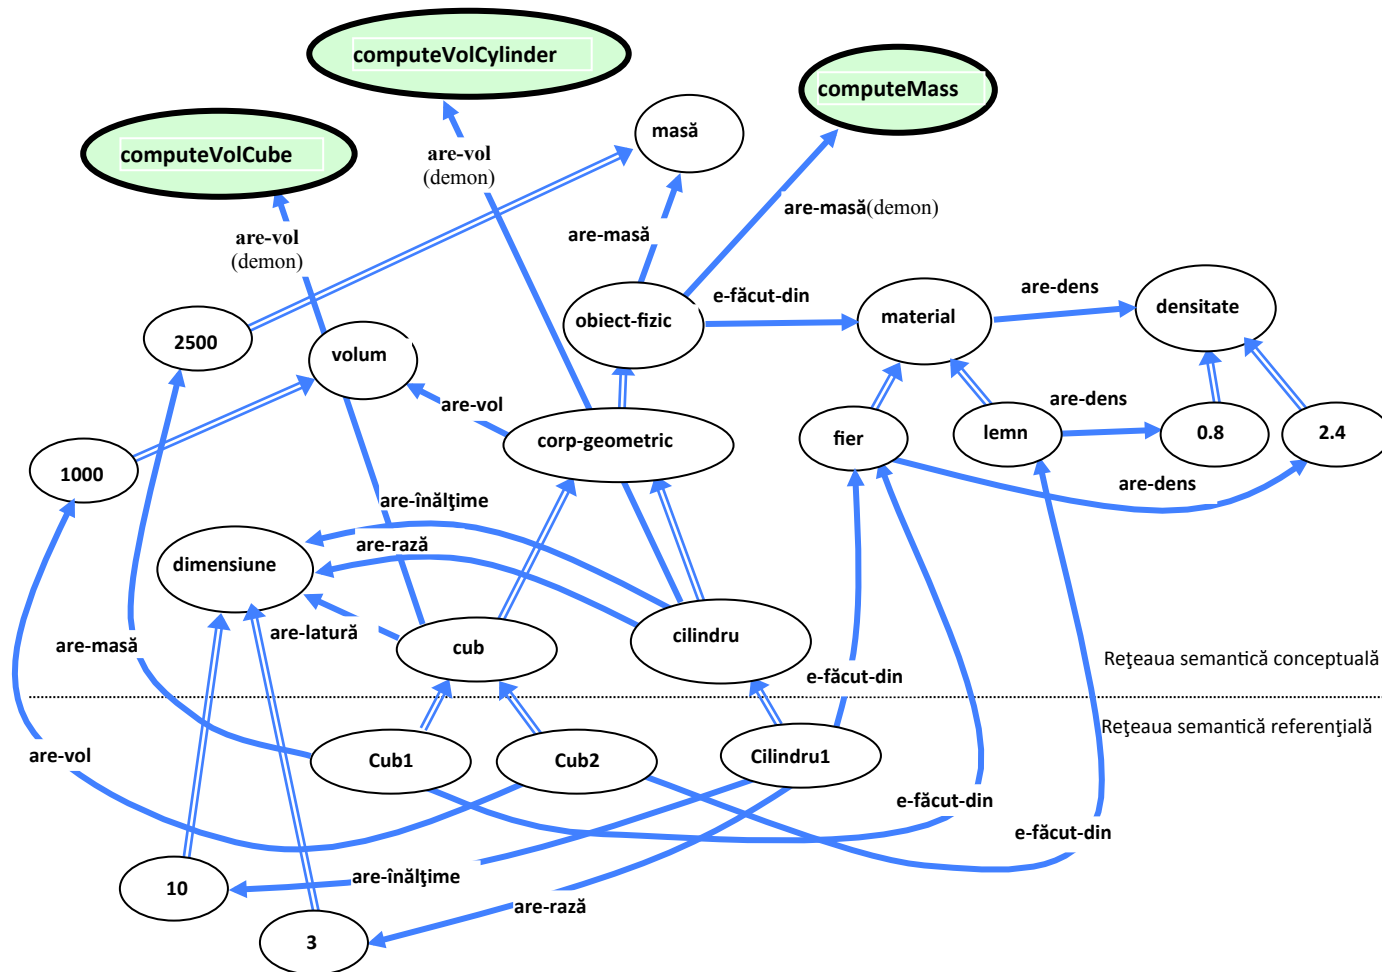 computeVolCylinder
computeMass
computeVolCube
masă
are-vol
(demon)
are-masă(demon)
are-vol
(demon)
are-masă
e-făcut-din
are-dens
2500
volum
obiect-fizic
material
densitate
are-vol
corp-geometric
are-dens
fier
lemn
0.8
2.4
1000
are-înălţime
are-dens
are-rază
dimensiune
are-latură
are-masă
cub
cilindru
e-făcut-din
Reţeaua semantică conceptuală
Reţeaua semantică referenţială
are-vol
Cub1
Cub2
Cilindru1
e-făcut-din
e-făcut-din
10
are-înălţime
are-rază
3